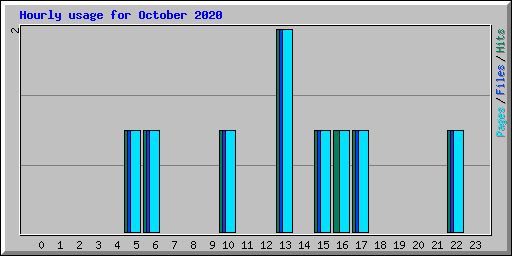 Hourly usage for October 2020
2
Pages/Files/Hits
0 1 2 3 4 5 6 7 8 9 10 11 12 13 14 15 16 17 18 19 20 21 22 23